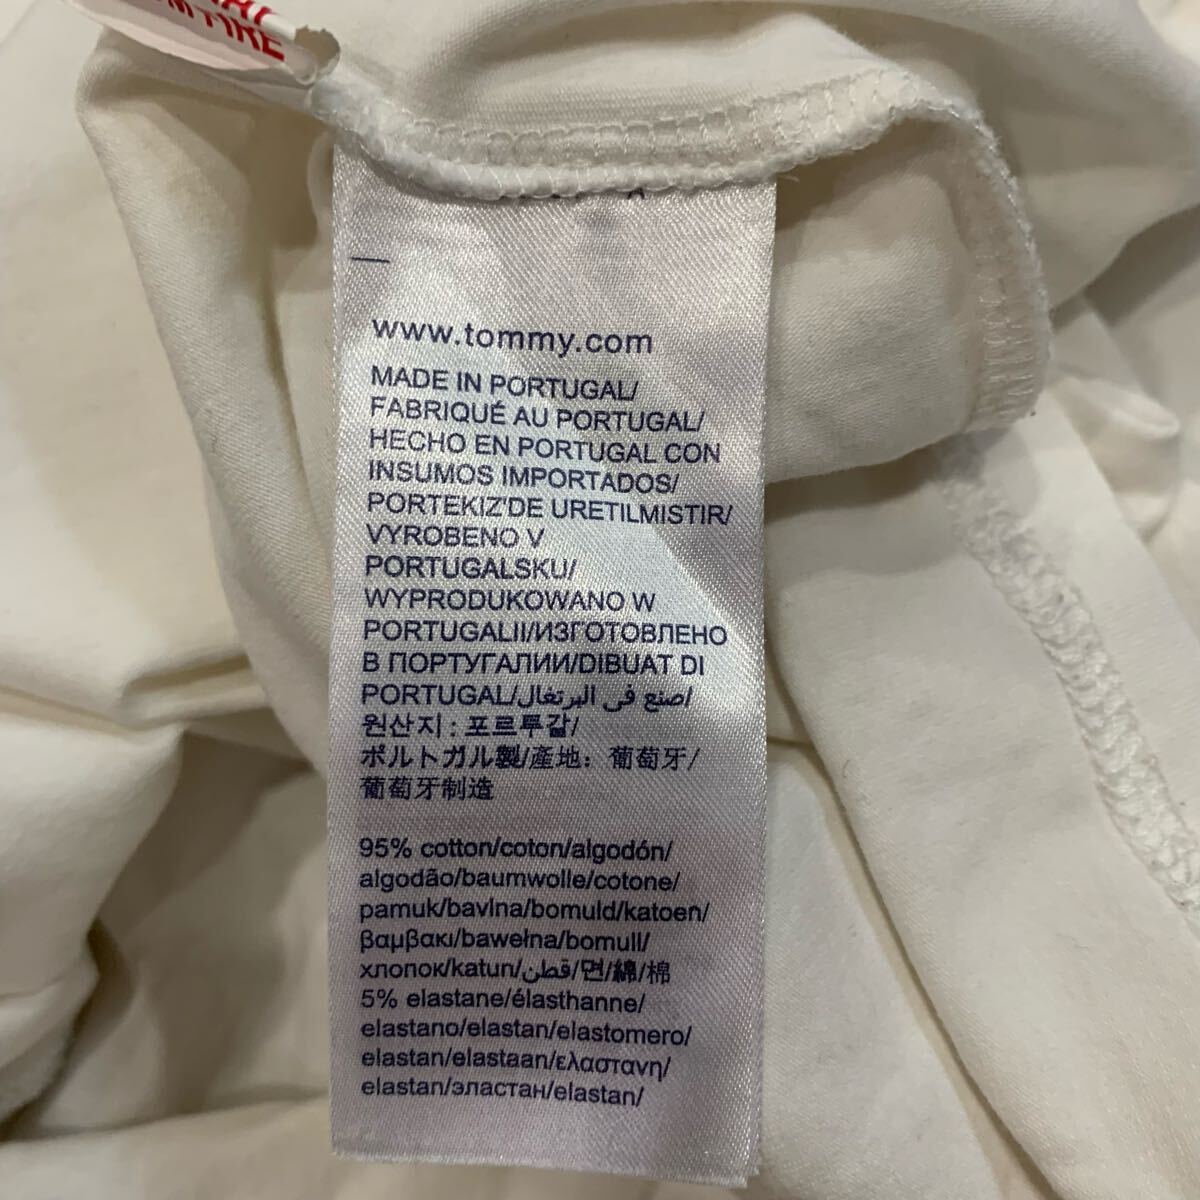 www.tommy.com
MADE IN PORTUGAL/
FABRIQUÉ AU PORTUGAL/
HECHO EN PORTUGAL CON
INSUMOS IMPORTADOS/
PORTEKIZ'DE URETILMISTIR/
VYROBENO V
PORTUGALSKU/
WYPRODUKOWANO W
PORTUGALII/ИЗГОТОВЛЕНО
В ПОРТУГАЛИИ/DIBUAT DI
PORTUGAL/صنع فى البرتغال/
원산지 : 포르투갈/
ポルトガル製/產地：葡萄牙/
葡萄牙制造
95% cotton/coton/algodón/
algodão/baumwolle/cotone/
pamuk/bavlna/bomuld/katoen/
βαμβακι/bawełna/bomull/
хлопок/katun/قطن/면/綿/棉
5% elastane/élasthanne/
elastano/elastan/elastomero/
elastan/elastaan/ελαστανη/
elastan/эластан/elastan/